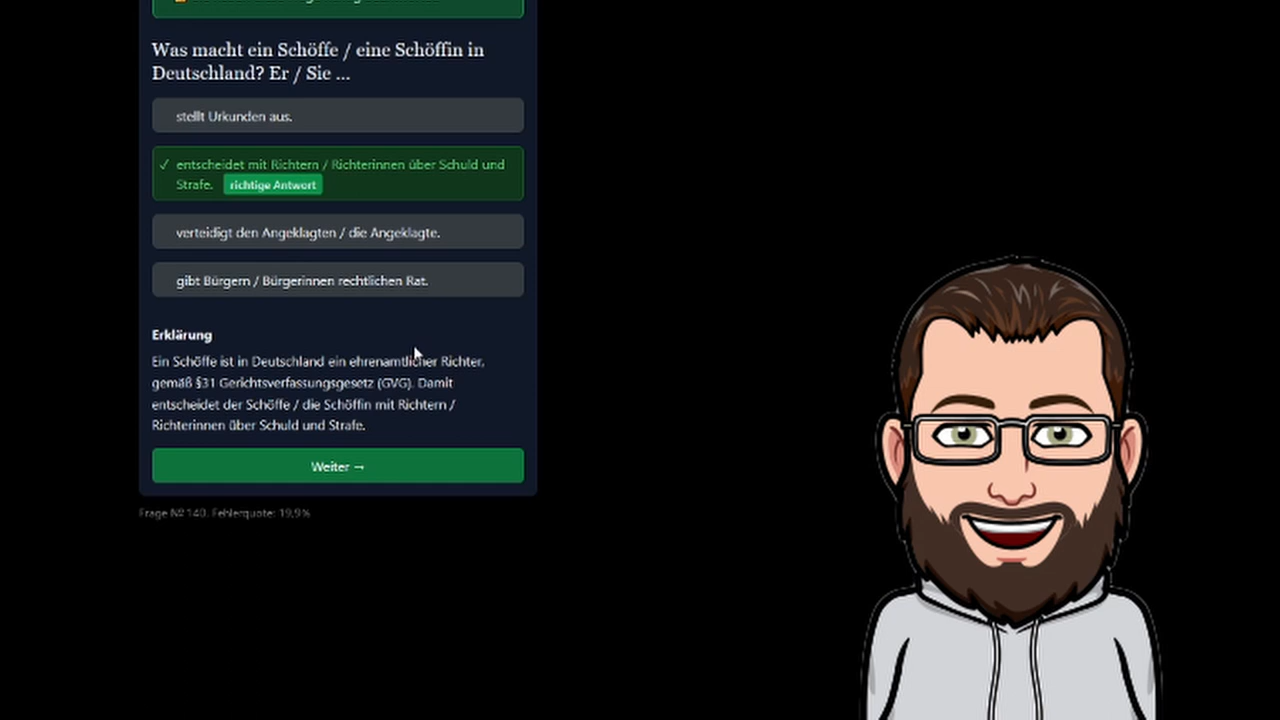 Was macht ein Schöffe / eine Schöffin in
Deutschland? Er / Sie ...
stellt Urkunden aus.
✓ entscheidet mit Richtern / Richterinnen über Schuld und
Strafe. richtige Antwort
verteidigt den Angeklagten / die Angeklagte.
gibt Bürgern / Bürgerinnen rechtlichen Rat.
Erklärung
Ein Schöffe ist in Deutschland ein ehrenamtlicher Richter,
gemäß §31 Gerichtsverfassungsgesetz (GVG). Damit
entscheidet der Schöffe / die Schöffin mit Richtern /
Richterinnen über Schuld und Strafe.
Weiter →
Frage № 140. Fehlerquote: 19,9%